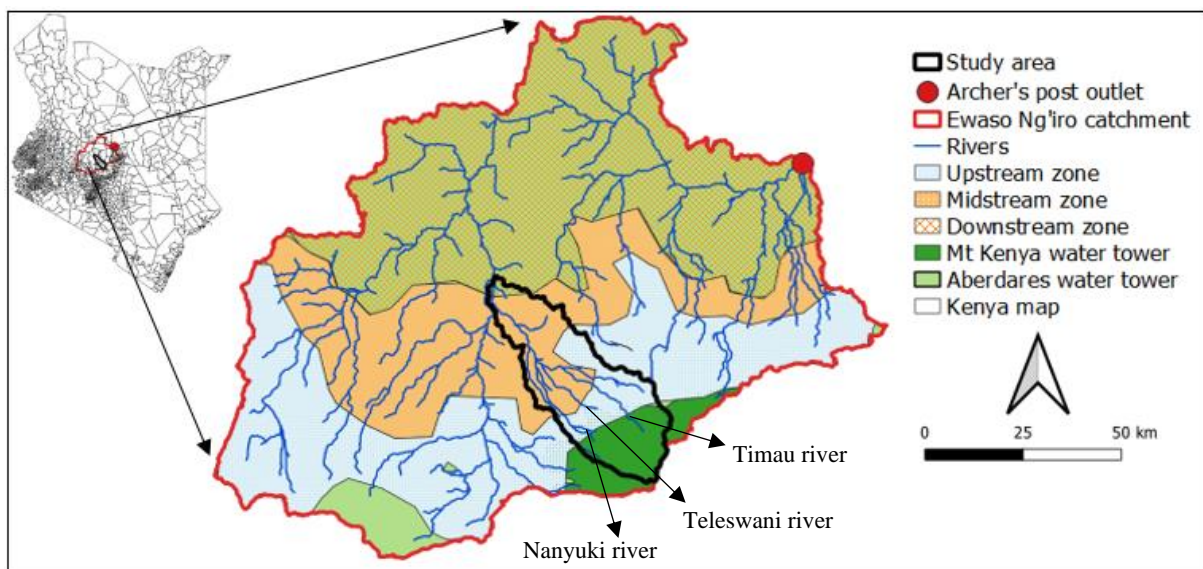 Study area
Archer's post outlet
Ewaso Ng'iro catchment
Rivers
Upstream zone
Midstream zone
Downstream zone
Mt Kenya water tower
Aberdares water tower
Kenya map
0 25 50 km
Timau river
Teleswani river
Nanyuki river